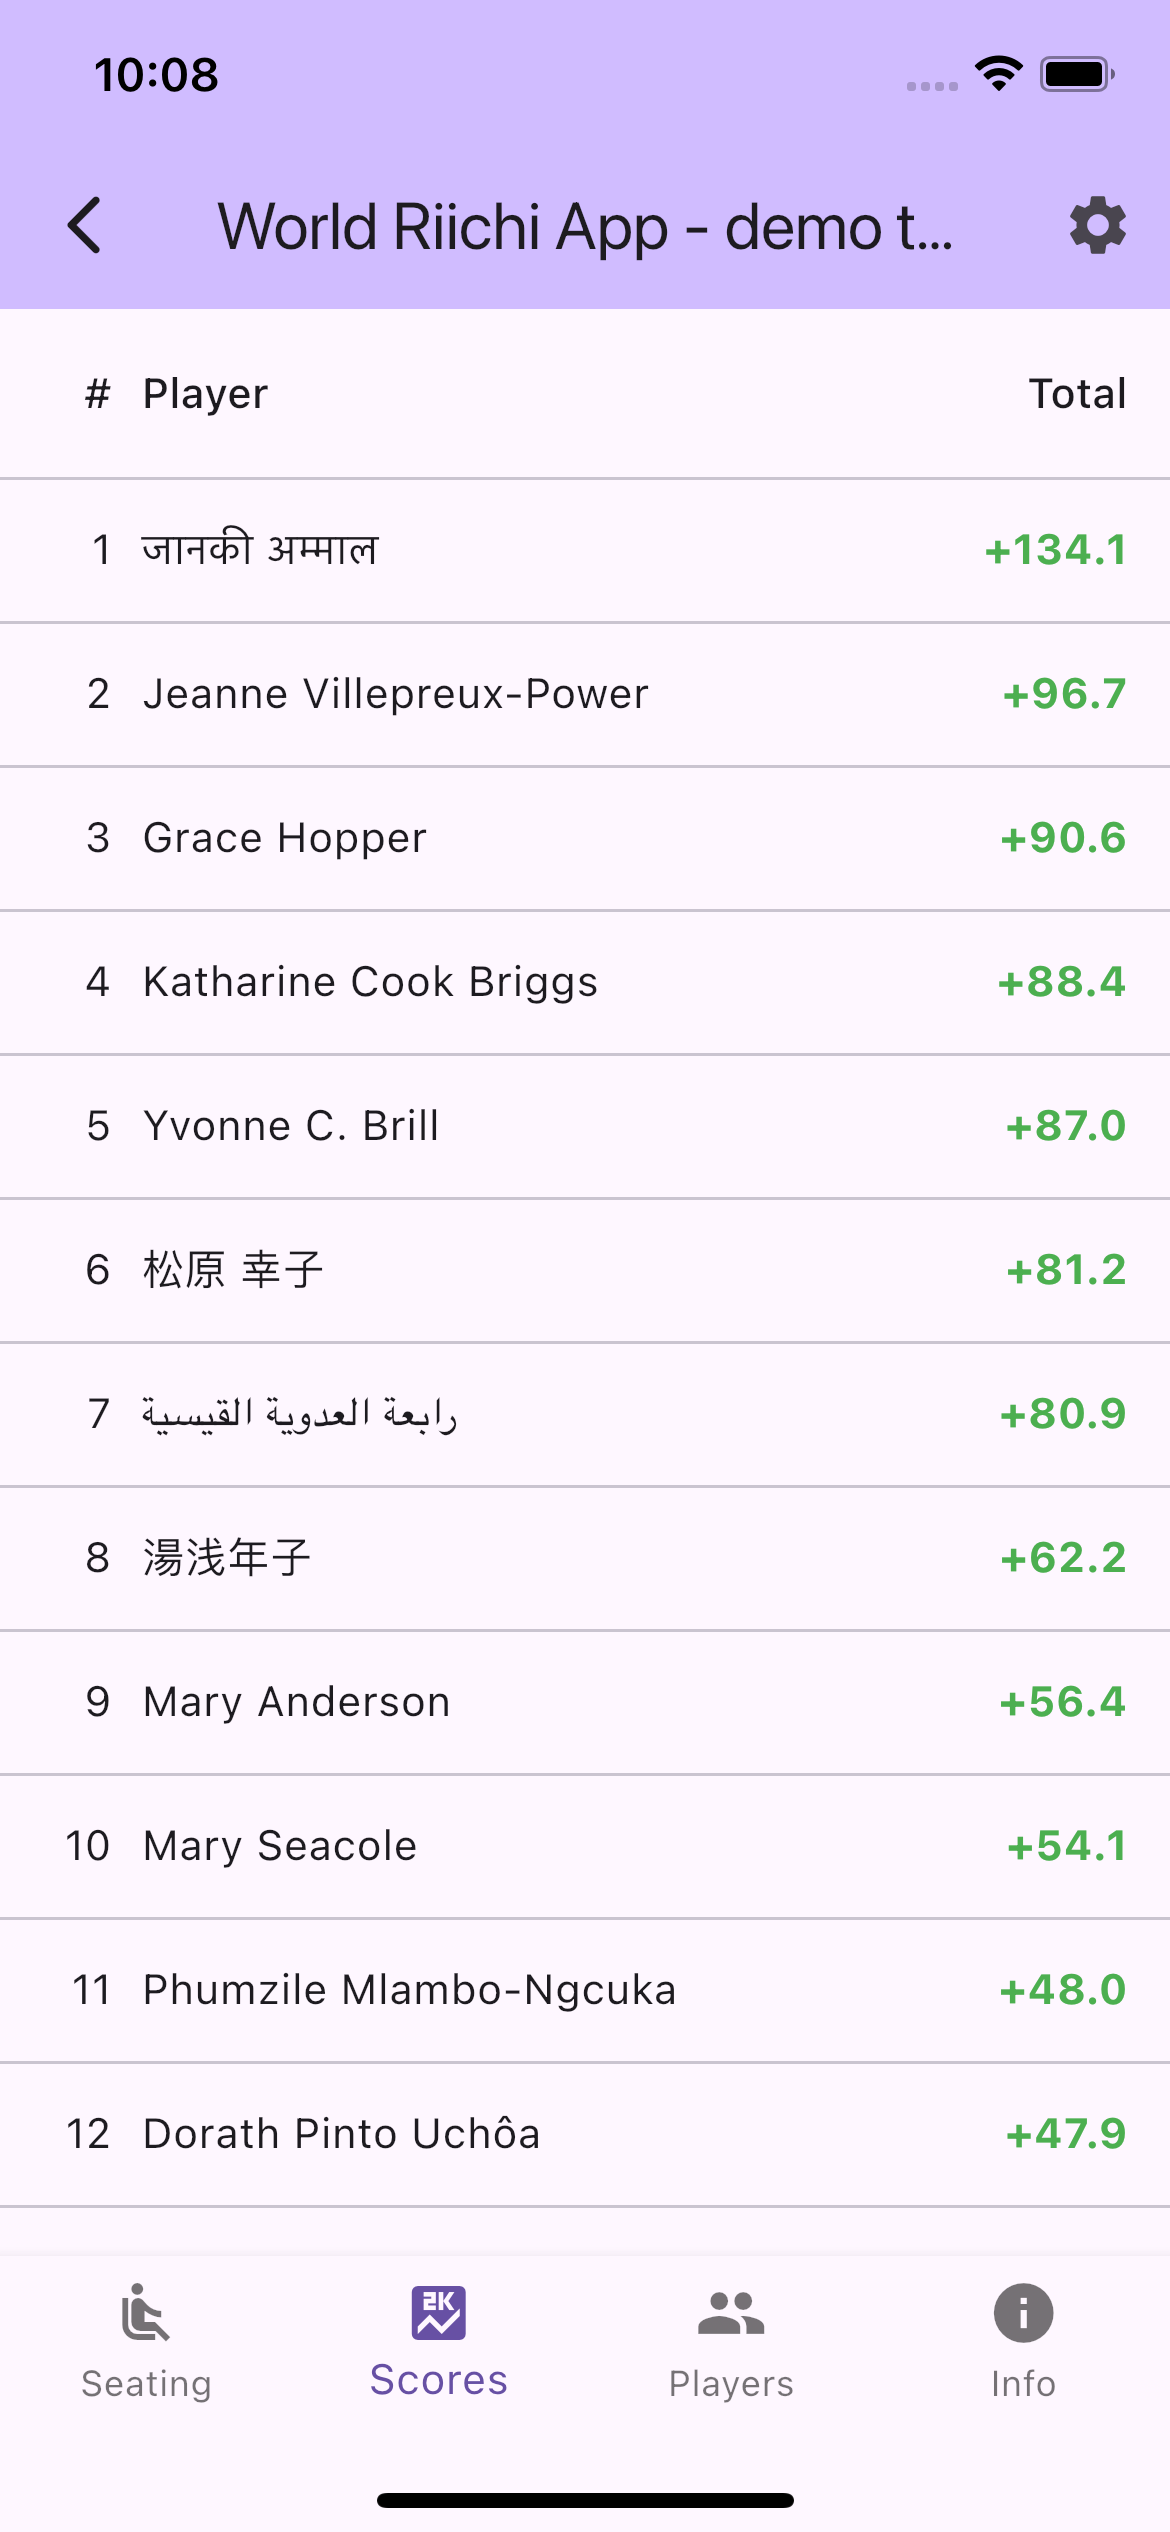 10:08
World Riichi App - demo t...
# Player Total
1 जानकी अम्माल +134.1
2 Jeanne Villepreux-Power +96.7
3 Grace Hopper +90.6
4 Katharine Cook Briggs +88.4
5 Yvonne C. Brill +87.0
6 松原 幸子 +81.2
7 رابعة العدوية القيسية +80.9
8 湯浅年子 +62.2
9 Mary Anderson +56.4
10 Mary Seacole +54.1
11 Phumzile Mlambo-Ngcuka +48.0
12 Dorath Pinto Uchôa +47.9
2K
Seating Scores Players Info